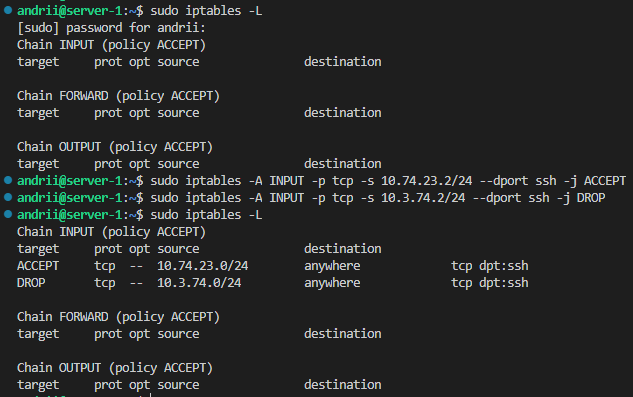 andrii@server-1:~$ sudo iptables -L
[sudo] password for andrii:
Chain INPUT (policy ACCEPT)
target     prot opt source               destination

Chain FORWARD (policy ACCEPT)
target     prot opt source               destination

Chain OUTPUT (policy ACCEPT)
target     prot opt source               destination
andrii@server-1:~$ sudo iptables -A INPUT -p tcp -s 10.74.23.2/24 --dport ssh -j ACCEPT
andrii@server-1:~$ sudo iptables -A INPUT -p tcp -s 10.3.74.2/24 --dport ssh -j DROP
andrii@server-1:~$ sudo iptables -L
Chain INPUT (policy ACCEPT)
target     prot opt source               destination
ACCEPT     tcp  --  10.74.23.0/24        anywhere             tcp dpt:ssh
DROP       tcp  --  10.3.74.0/24         anywhere             tcp dpt:ssh

Chain FORWARD (policy ACCEPT)
target     prot opt source               destination

Chain OUTPUT (policy ACCEPT)
target     prot opt source               destination